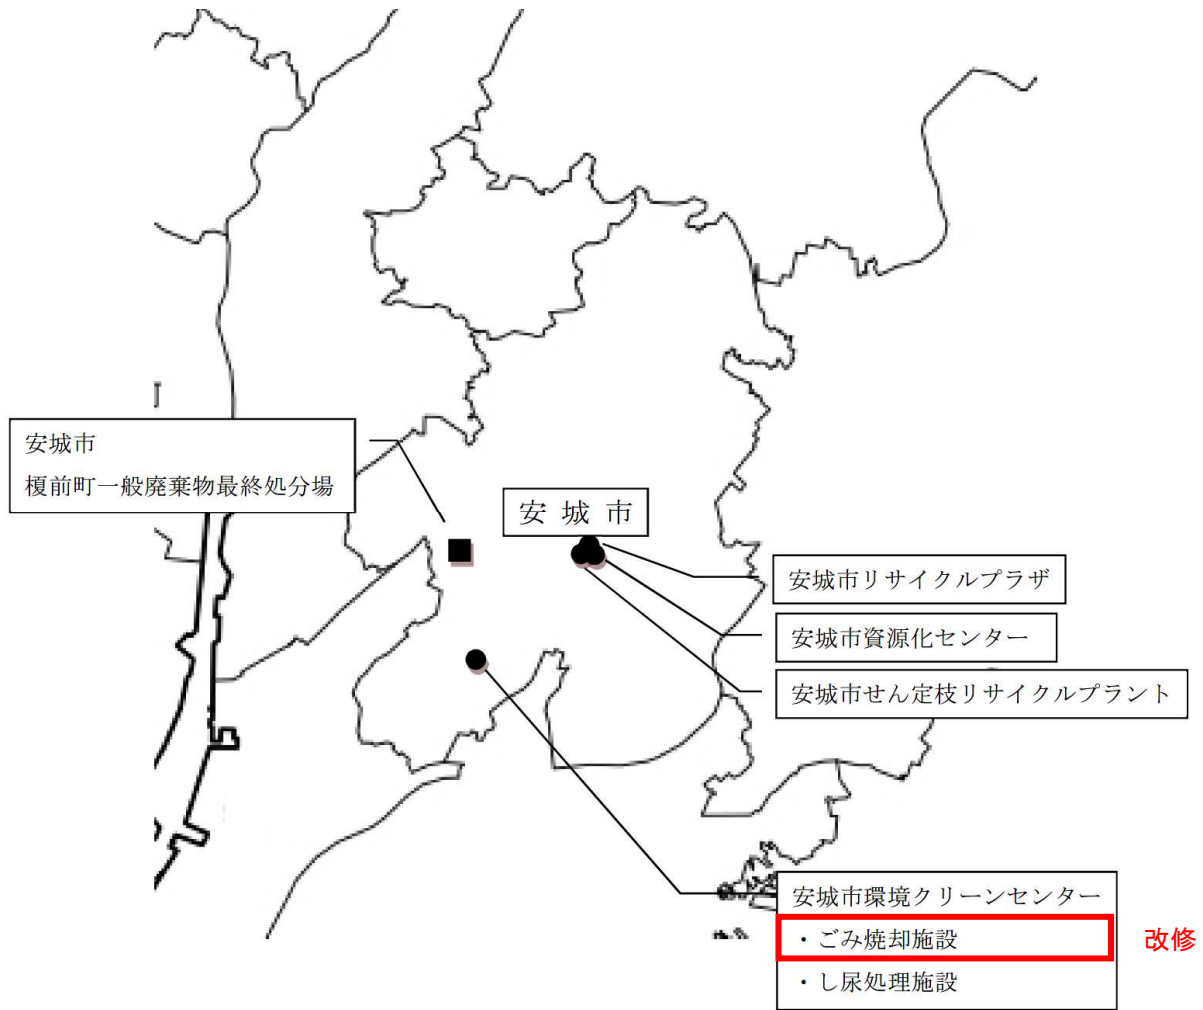 安城市
榎前町一般廃棄物最終処分場
安 城 市
安城市リサイクルプラザ
安城市資源化センター
安城市せん定枝リサイクルプラント
安城市環境クリーンセンター
・ごみ焼却施設
改修
・し尿処理施設